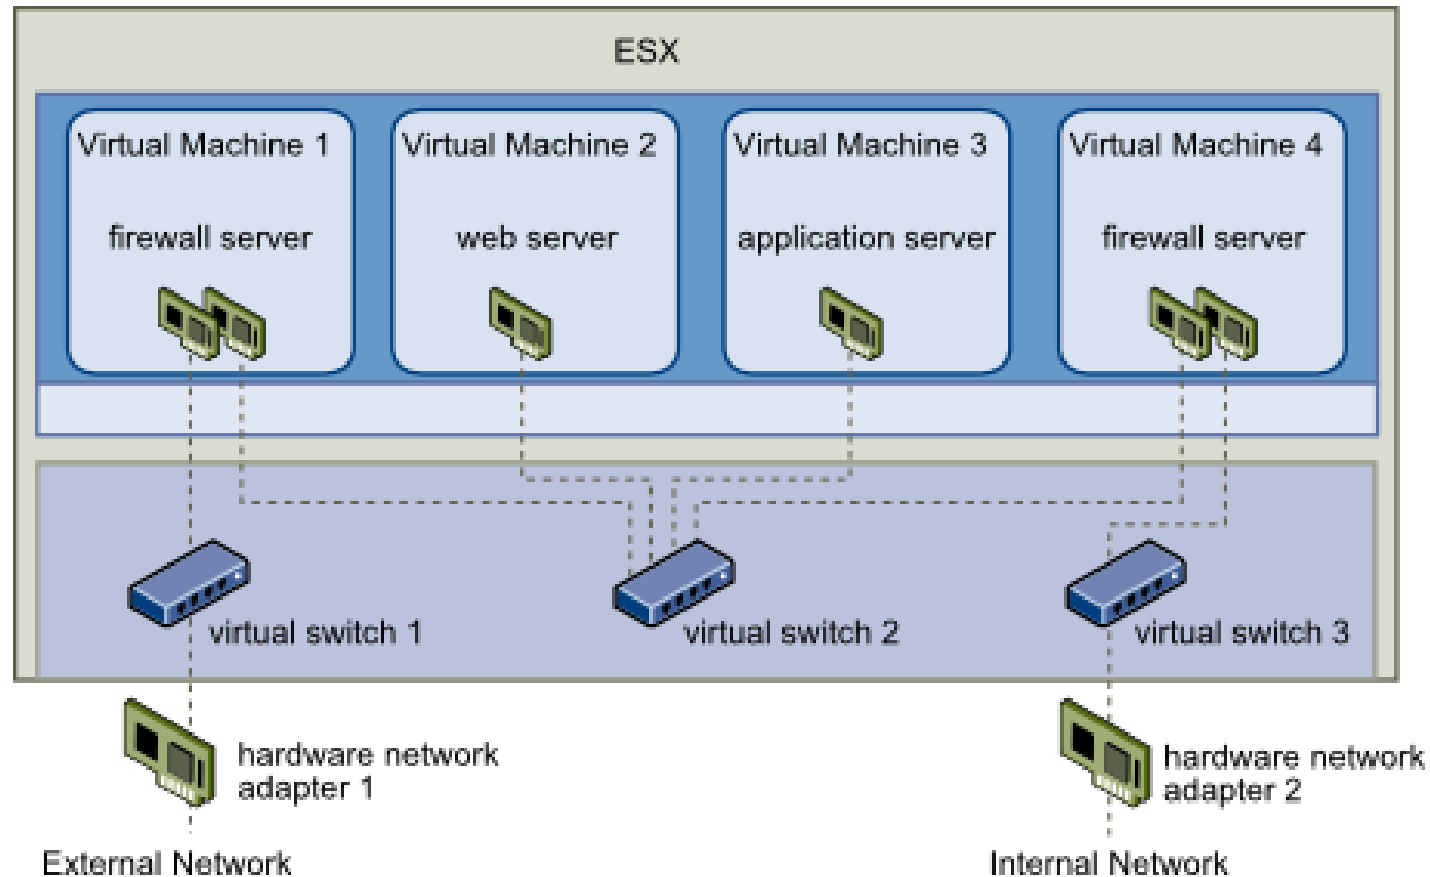 ESX
Virtual Machine 1
Virtual Machine 2
Virtual Machine 3
Virtual Machine 4
firewall server
web server
application server
firewall server
virtual switch 1
virtual switch 2
virtual switch 3
hardware network
adapter 1
hardware network
adapter 2
External Network
Internal Network